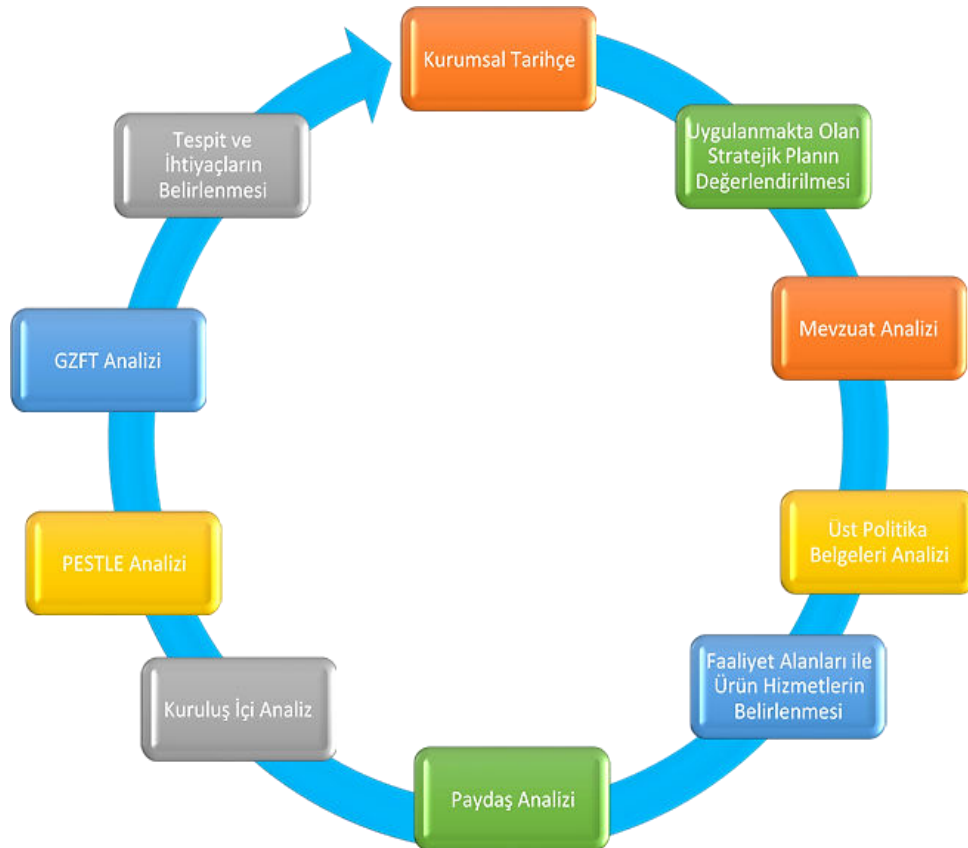 Kurumsal Tarihçe
Uygulanmakta Olan
Stratejik Planın
Değerlendirilmesi
Mevzuat Analizi
Üst Politika
Belgeleri Analizi
Faaliyet Alanları ile
Ürün Hizmetlerin
Belirlenmesi
Paydaş Analizi
Kuruluş İçi Analiz
PESTLE Analizi
GZFT Analizi
Tespit ve
İhtiyaçların
Belirlenmesi